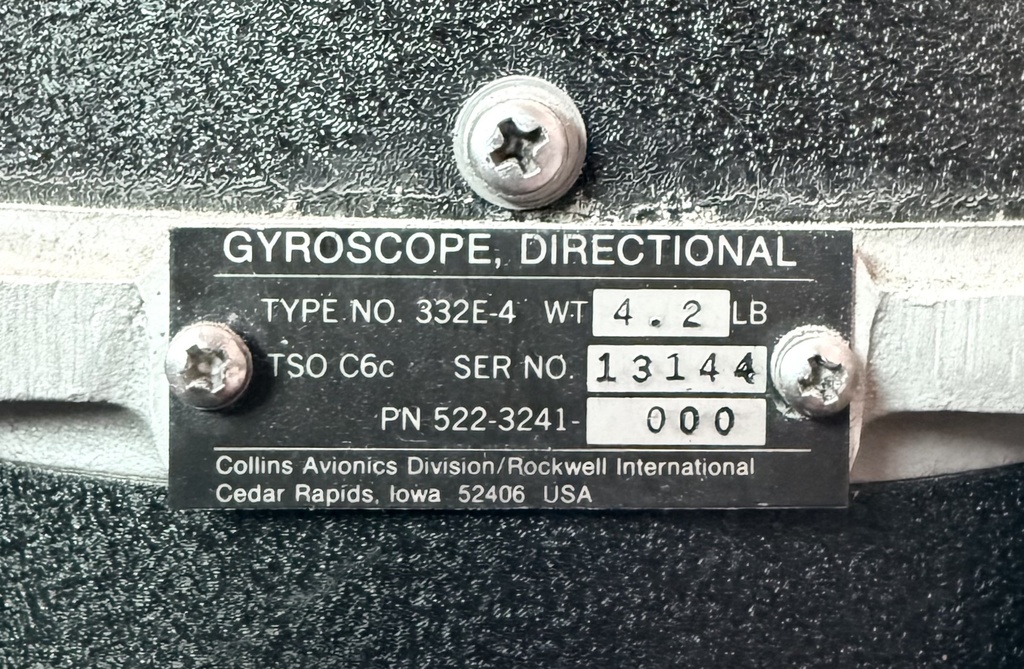 GYROSCOPE, DIRECTIONAL
TYPE NO. 332E-4 WT 4.2 LB
TSO C6c SER NO. 13144
PN 522-3241- 000
Collins Avionics Division/Rockwell International
Cedar Rapids, Iowa 52406 USA